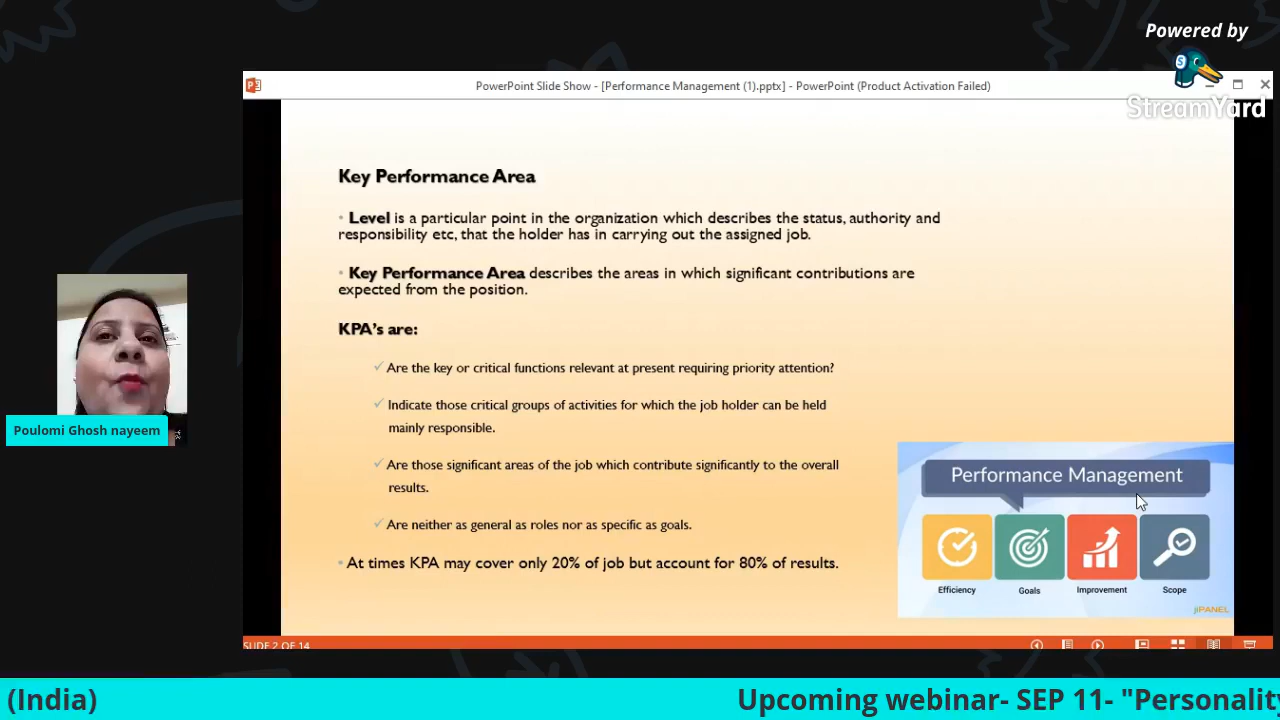 Powered by
StreamYard
PowerPoint Slide Show - [Performance Management (1).pptx] - PowerPoint (Product Activation Failed)
Key Performance Area
• Level is a particular point in the organization which describes the status, authority and
responsibility etc, that the holder has in carrying out the assigned job.
• Key Performance Area describes the areas in which significant contributions are
expected from the position.
KPA's are:
✓ Are the key or critical functions relevant at present requiring priority attention?
✓ Indicate those critical groups of activities for which the job holder can be held
mainly responsible.
✓ Are those significant areas of the job which contribute significantly to the overall
results.
✓ Are neither as general as roles nor as specific as goals.
• At times KPA may cover only 20% of job but account for 80% of results.
Performance Management
Efficiency
Goals
Improvement
Scope
JIPANEL
Poulomi Ghosh nayeem
SLIDE 2 OF 14
(India)
Upcoming webinar- SEP 11- "Personality